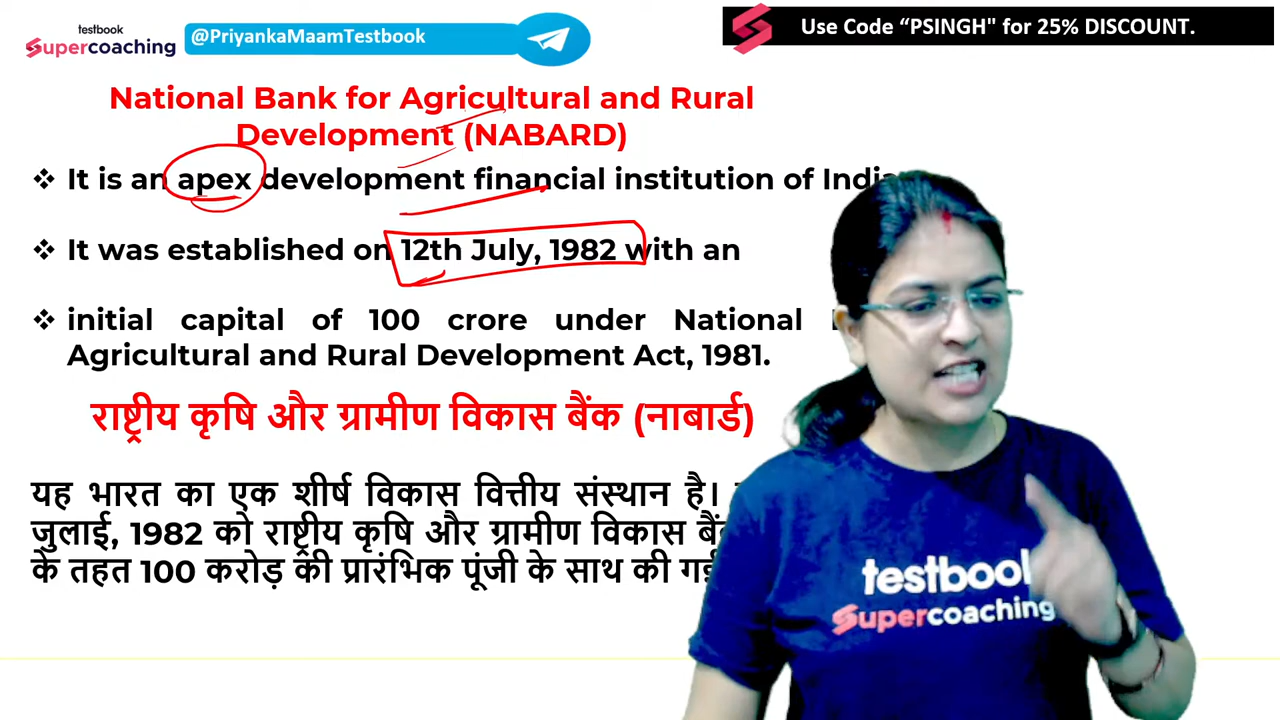 testbook
Supercoaching
@PriyankaMaamTestbook
Use Code “PSINGH" for 25% DISCOUNT.
National Bank for Agricultural and Rural
Development (NABARD)
❖ It is an apex development financial institution of India
❖ It was established on 12th July, 1982 with an
❖ initial capital of 100 crore under National
Agricultural and Rural Development Act, 1981.
राष्ट्रीय कृषि और ग्रामीण विकास बैंक (नाबार्ड)
यह भारत का एक शीर्ष विकास वित्तीय संस्थान है।
जुलाई, 1982 को राष्ट्रीय कृषि और ग्रामीण विकास
के तहत 100 करोड़ की प्रारंभिक पूंजी के साथ की
testbook
Supercoaching